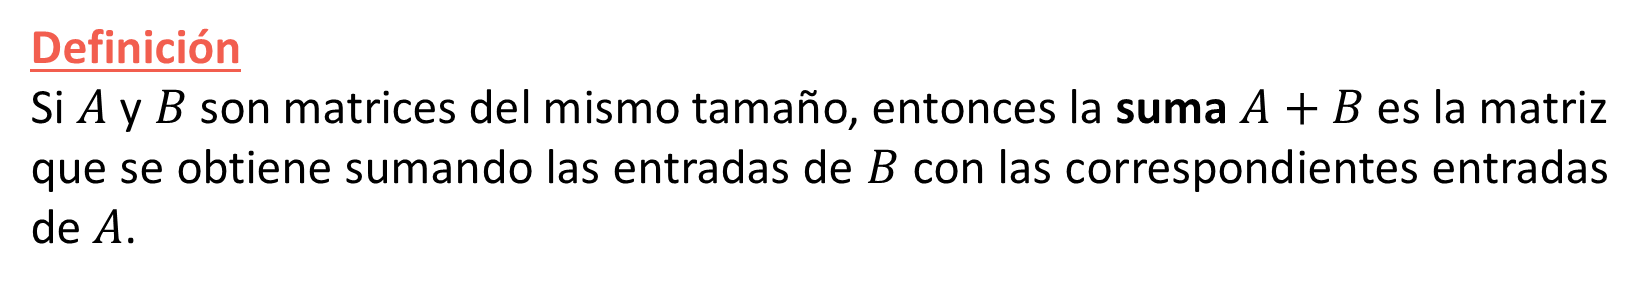 Definición
Si A y B son matrices del mismo tamaño, entonces la suma A + B es la matriz
que se obtiene sumando las entradas de B con las correspondientes entradas
de A.